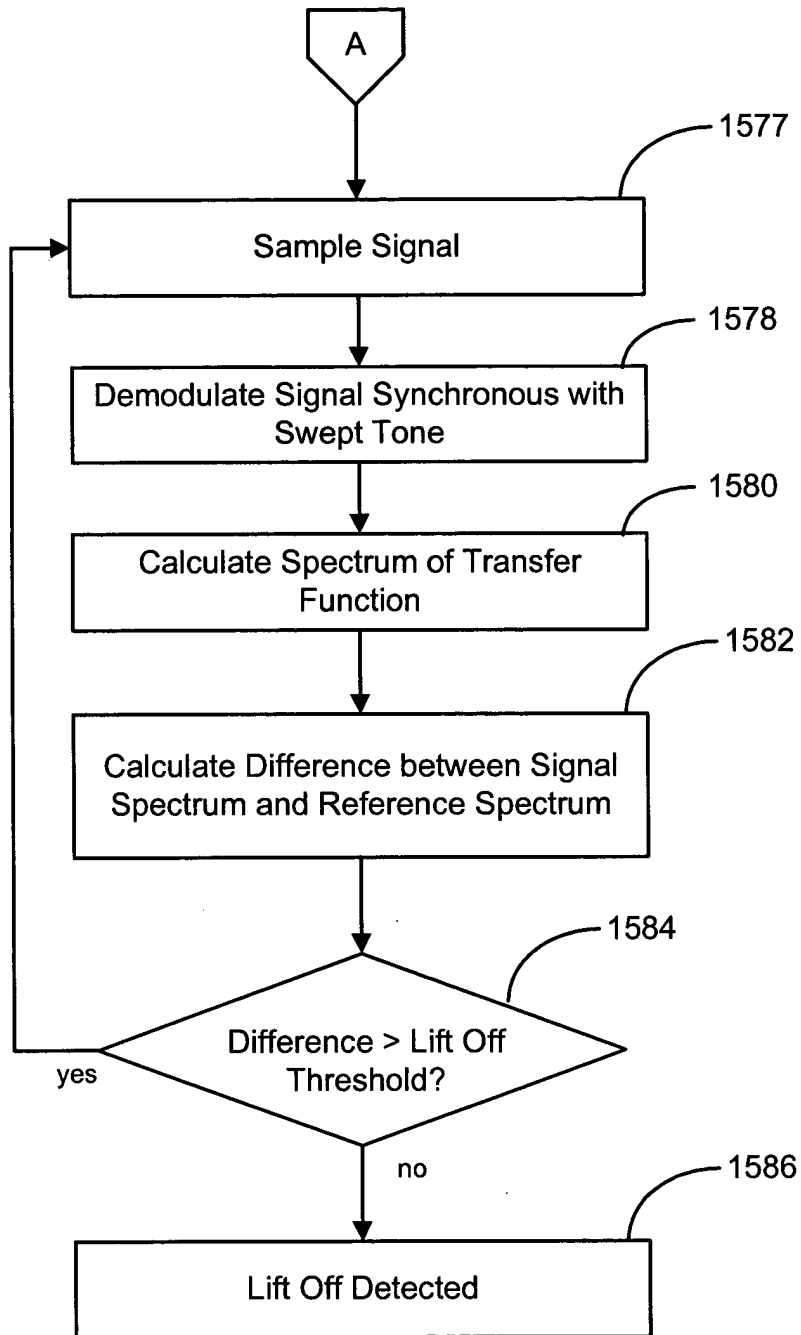 A
1577
Sample Signal
1578
Demodulate Signal Synchronous with
Swept Tone
1580
Calculate Spectrum of Transfer
Function
1582
Calculate Difference between Signal
Spectrum and Reference Spectrum
1584
Difference > Lift Off
Threshold?
yes
no
1586
Lift Off Detected